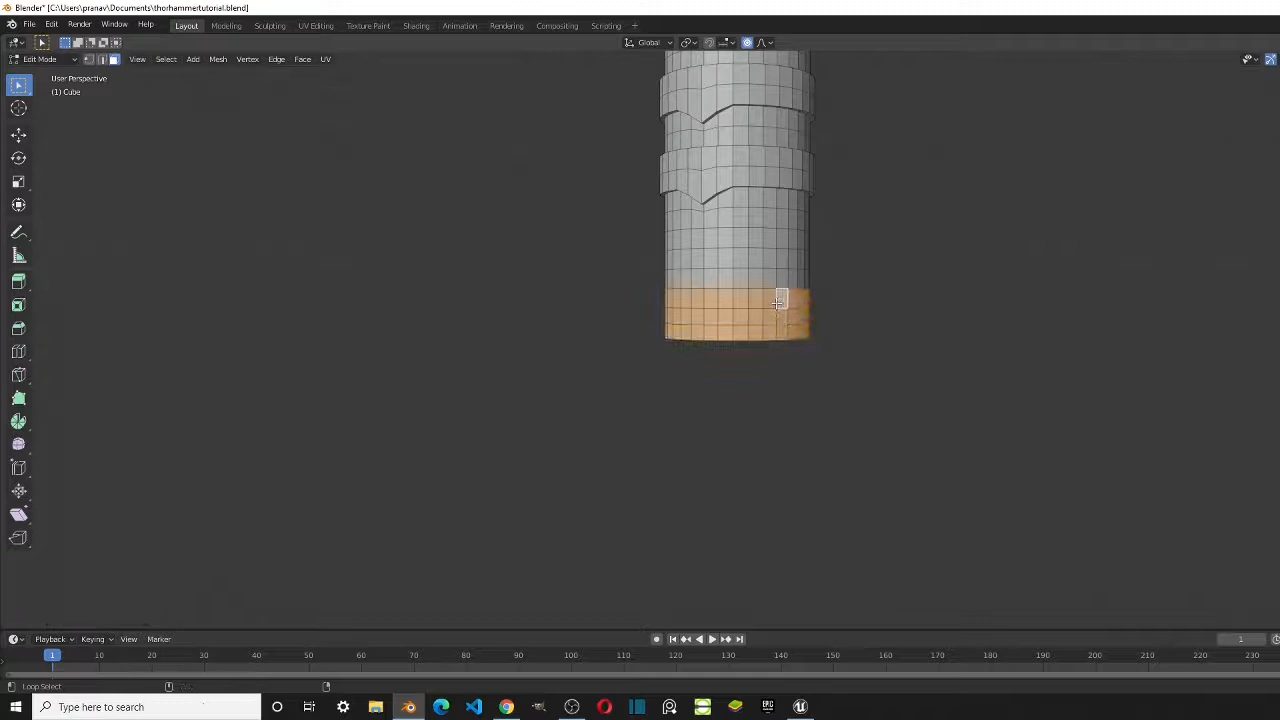 Blender* [C:\Users\pranav\Documents\thorhammertutorial.blend]
File Edit Render Window Help Layout Modeling Sculpting UV Editing Texture Paint Shading Animation Rendering Compositing Scripting +
Global
Edit Mode View Select Add Mesh Vertex Edge Face UV
User Perspective
(1) Cube
Playback Keying View Marker 1
1 10 20 30 40 50 60 70 80 90 100 110 120 130 140 150 160 170 180 190 200 210 220 230
Loop Select
Type here to search
EPIC